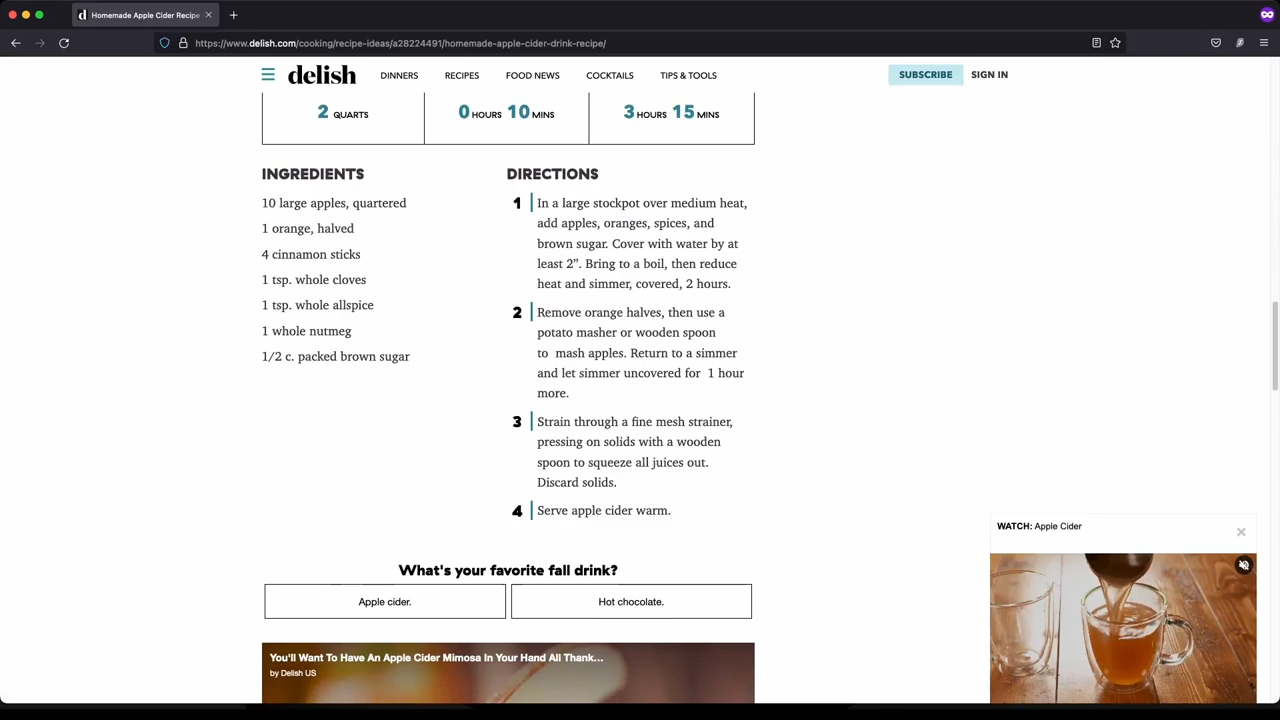 d Homemade Apple Cider Recipe
https://www.delish.com/cooking/recipe-ideas/a28224491/homemade-apple-cider-drink-recipe/
delish DINNERS RECIPES FOOD NEWS COCKTAILS TIPS & TOOLS SUBSCRIBE SIGN IN
2 QUARTS 0 HOURS 10 MINS 3 HOURS 15 MINS
INGREDIENTS
10 large apples, quartered
1 orange, halved
4 cinnamon sticks
1 tsp. whole cloves
1 tsp. whole allspice
1 whole nutmeg
1/2 c. packed brown sugar
DIRECTIONS
1 In a large stockpot over medium heat,
add apples, oranges, spices, and
brown sugar. Cover with water by at
least 2”. Bring to a boil, then reduce
heat and simmer, covered, 2 hours.
2 Remove orange halves, then use a
potato masher or wooden spoon
to mash apples. Return to a simmer
and let simmer uncovered for 1 hour
more.
3 Strain through a fine mesh strainer,
pressing on solids with a wooden
spoon to squeeze all juices out.
Discard solids.
4 Serve apple cider warm.
What's your favorite fall drink?
Apple cider. Hot chocolate.
You'll Want To Have An Apple Cider Mimosa In Your Hand All Thank...
by Delish US
WATCH: Apple Cider